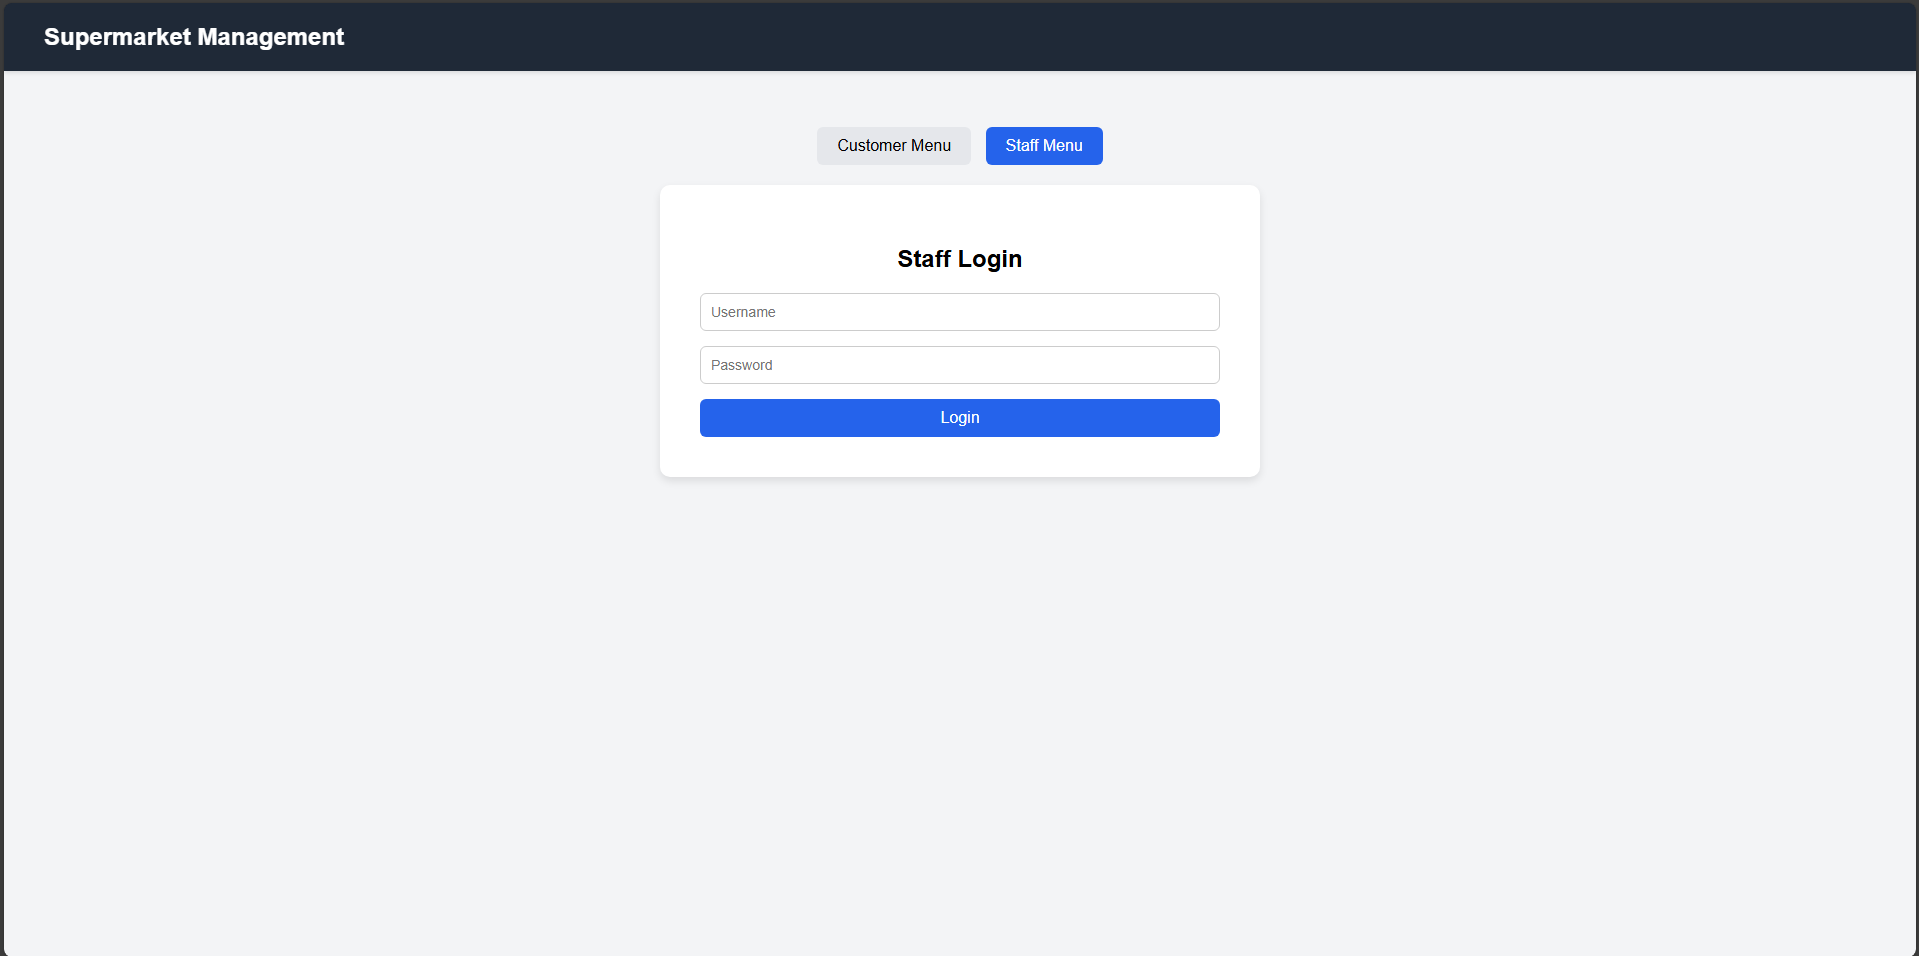 Supermarket Management
Customer Menu Staff Menu
Staff Login
Username
Password
Login